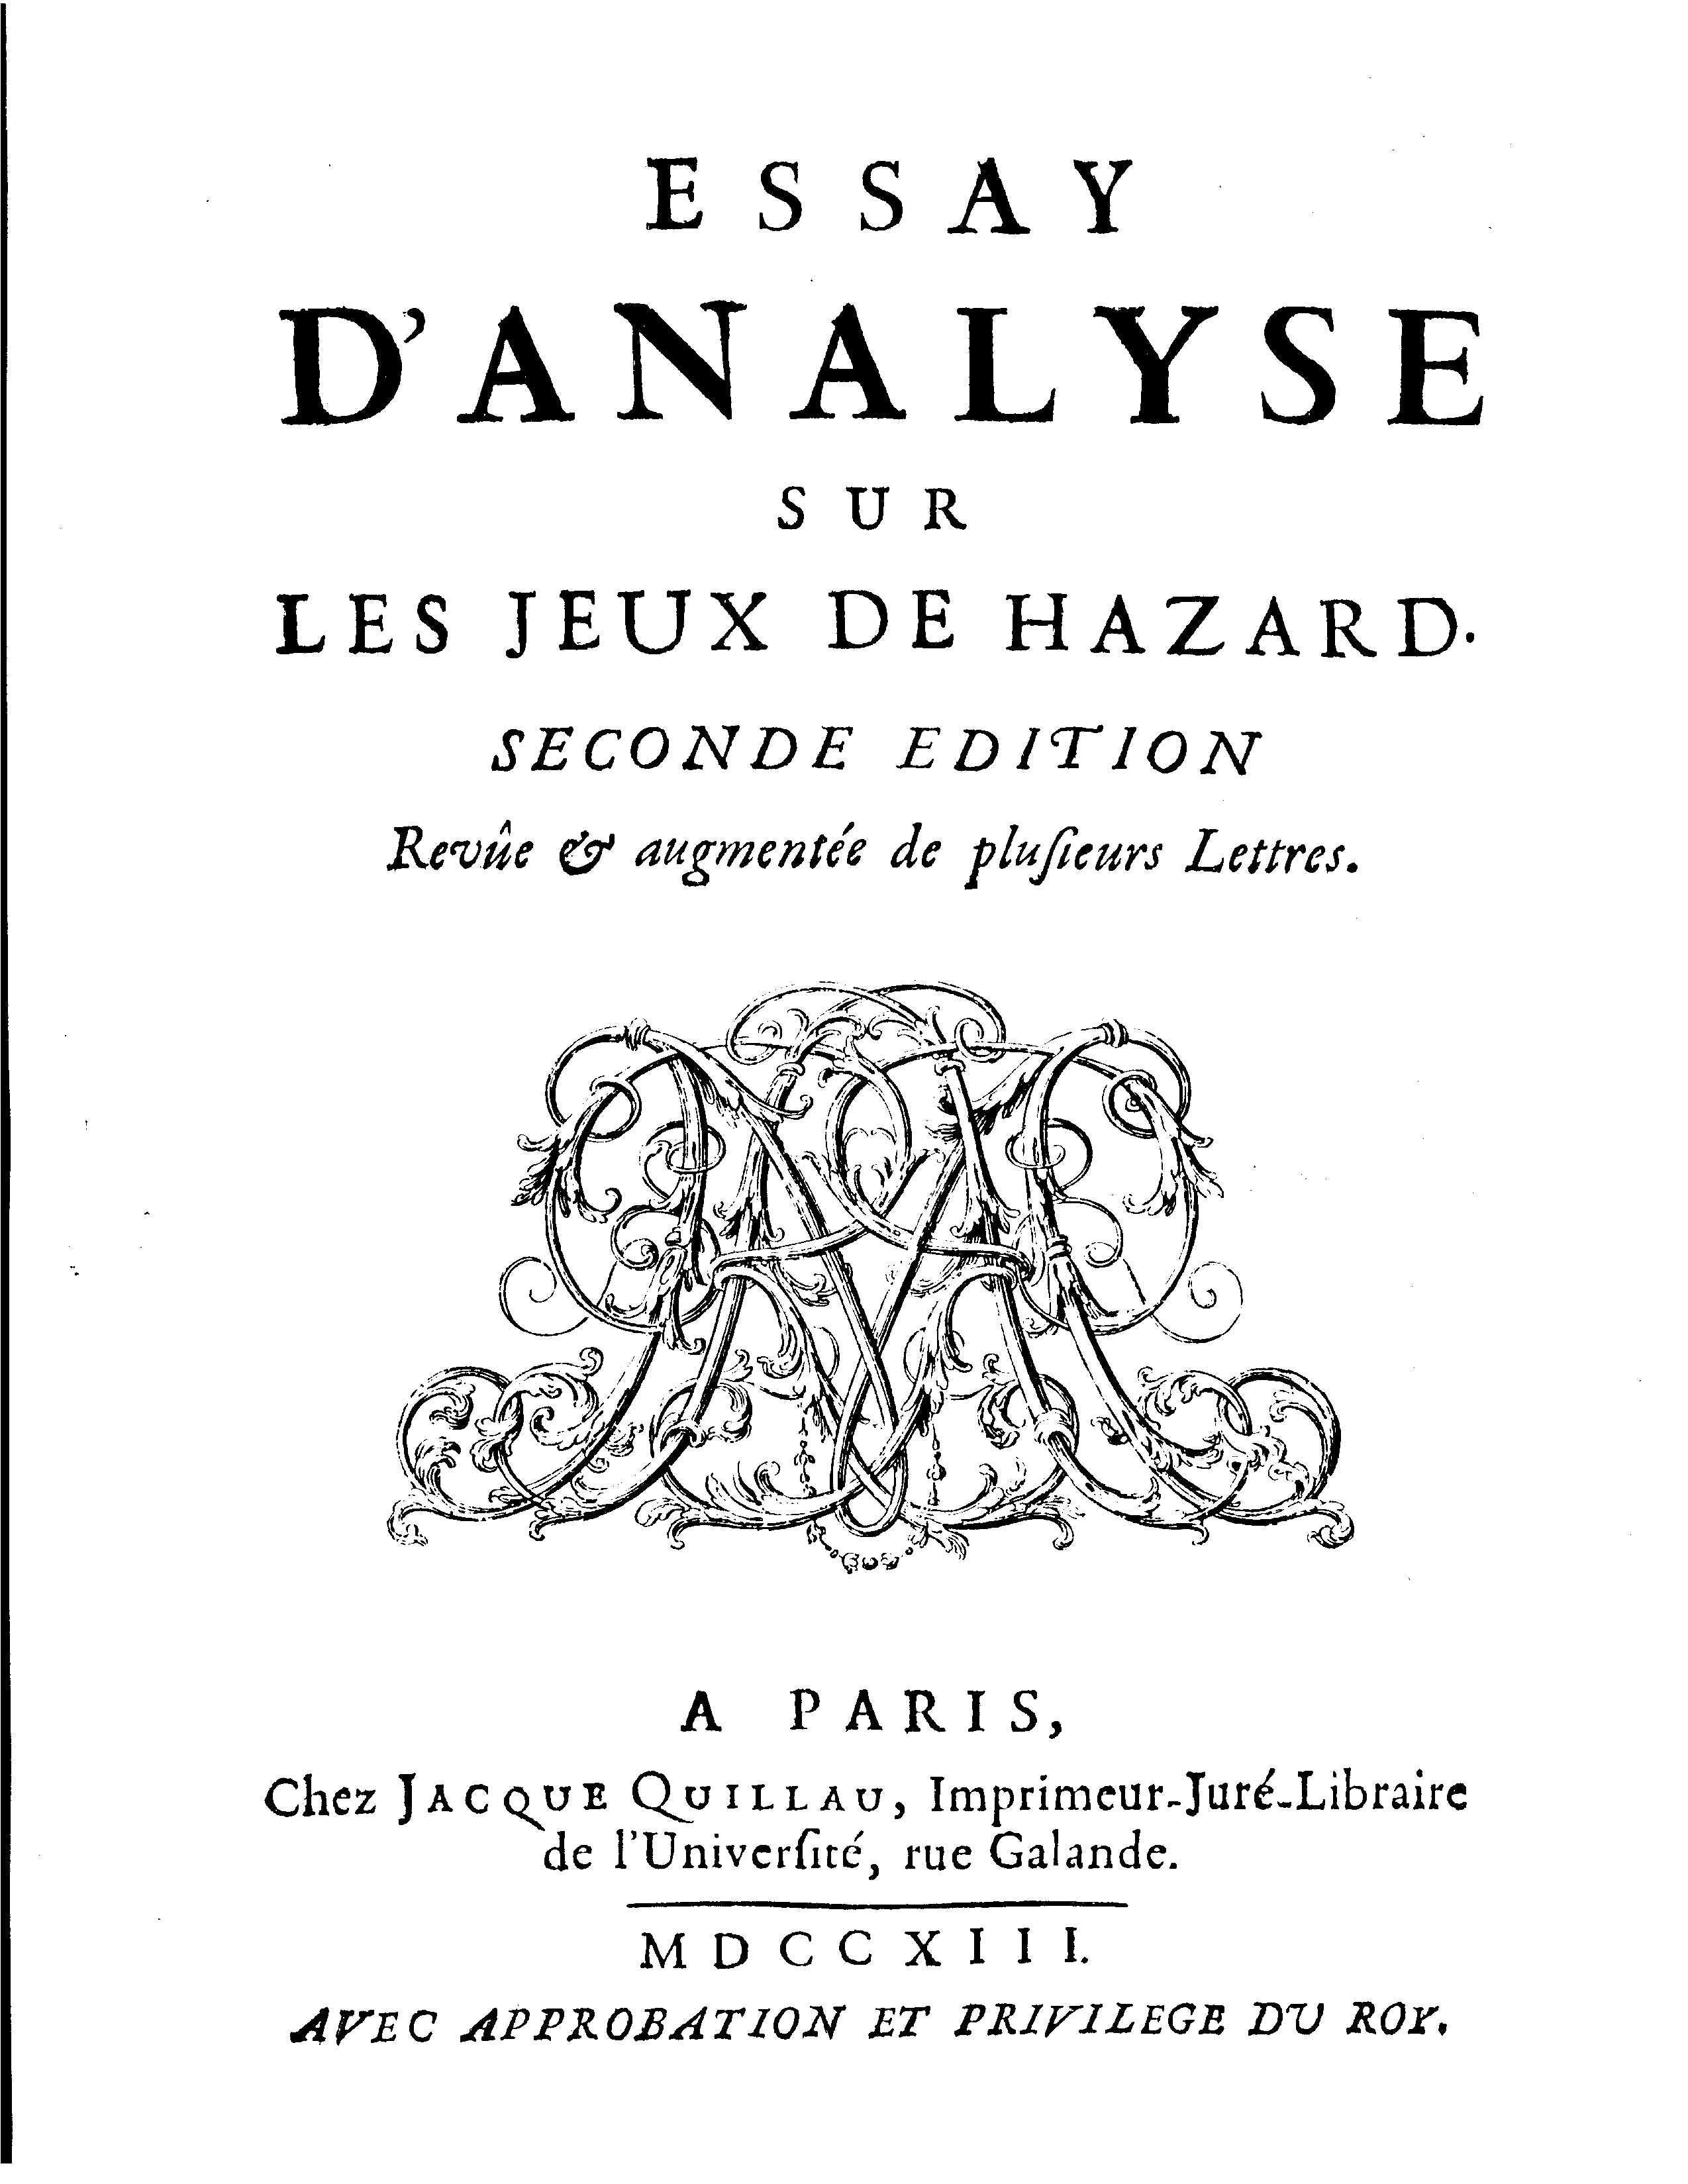 ESSAY
D'ANALYSE
SUR
LES JEUX DE HAZARD.
SECONDE EDITION
Revûe & augmentée de pluſieurs Lettres.
A PARIS,
Chez JACQUE QUILLAU, Imprimeur-Juré-Libraire
de l'Univerſité, rue Galande.
MDCCXIII.
AVEC APPROBATION ET PRIVILEGE DU ROY.